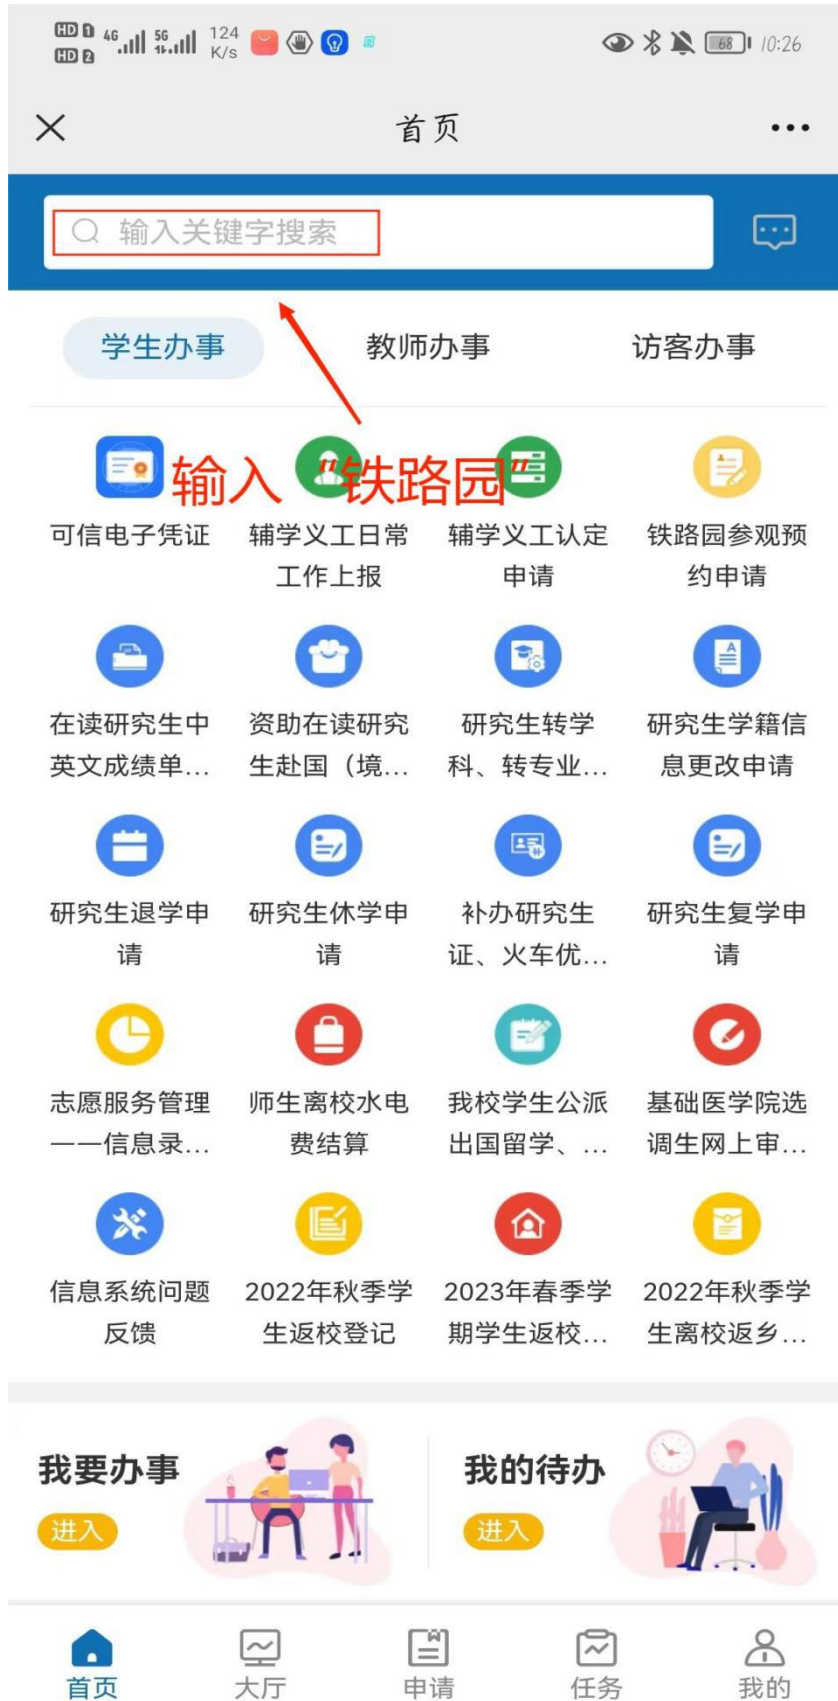 HD 1 4G 5G 124
HD 2 K/s 68 10:26
首页
输入关键字搜索
学生办事 教师办事 访客办事
输入“铁路园”
可信电子凭证 辅学义工日常 辅学义工认定 铁路园参观预
工作上报 申请 约申请
在读研究生中 资助在读研究 研究生转学 研究生学籍信
英文成绩单... 生赴国（境... 科、转专业... 息更改申请
研究生退学申 研究生休学申 补办研究生 研究生复学申
请 请 证、火车优... 请
志愿服务管理 师生离校水电 我校学生公派 基础医学院选
——信息录... 费结算 出国留学、... 调生网上审...
信息系统问题 2022年秋季学 2023年春季学 2022年秋季学
反馈 生返校登记 期学生返校... 生离校返乡...
我要办事 我的待办
进入 进入
首页 大厅 申请 任务 我的